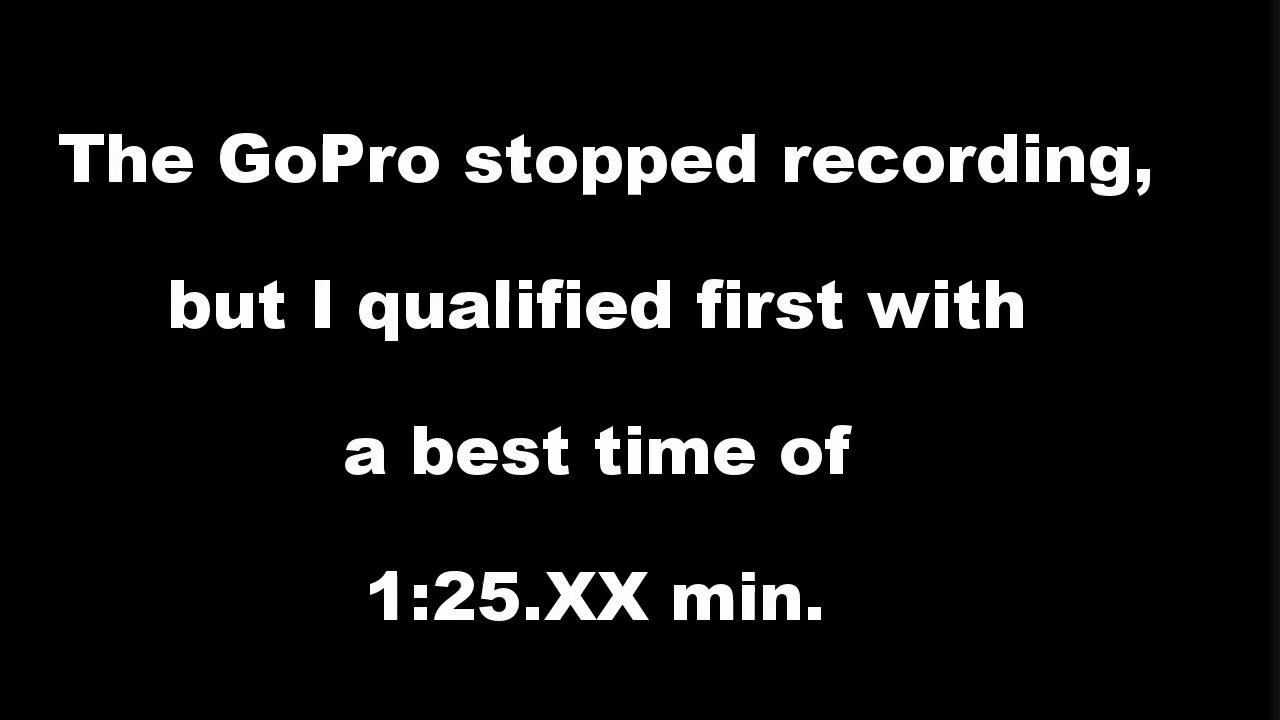 The GoPro stopped recording,
but I qualified first with
a best time of
1:25.XX min.